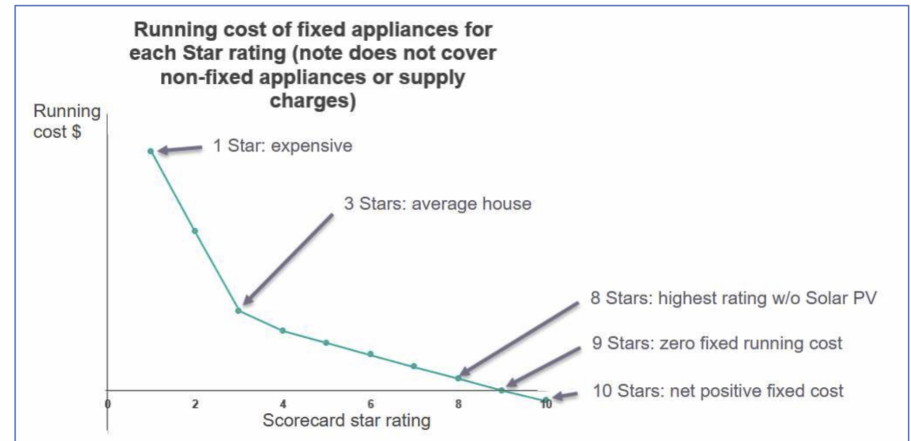 Running cost of fixed appliances for
each Star rating (note does not cover
non-fixed appliances or supply
charges)
Running
cost $
1 Star: expensive
3 Stars: average house
8 Stars: highest rating w/o Solar PV
9 Stars: zero fixed running cost
10 Stars: net positive fixed cost
0 2 4 6 8 10
Scorecard star rating